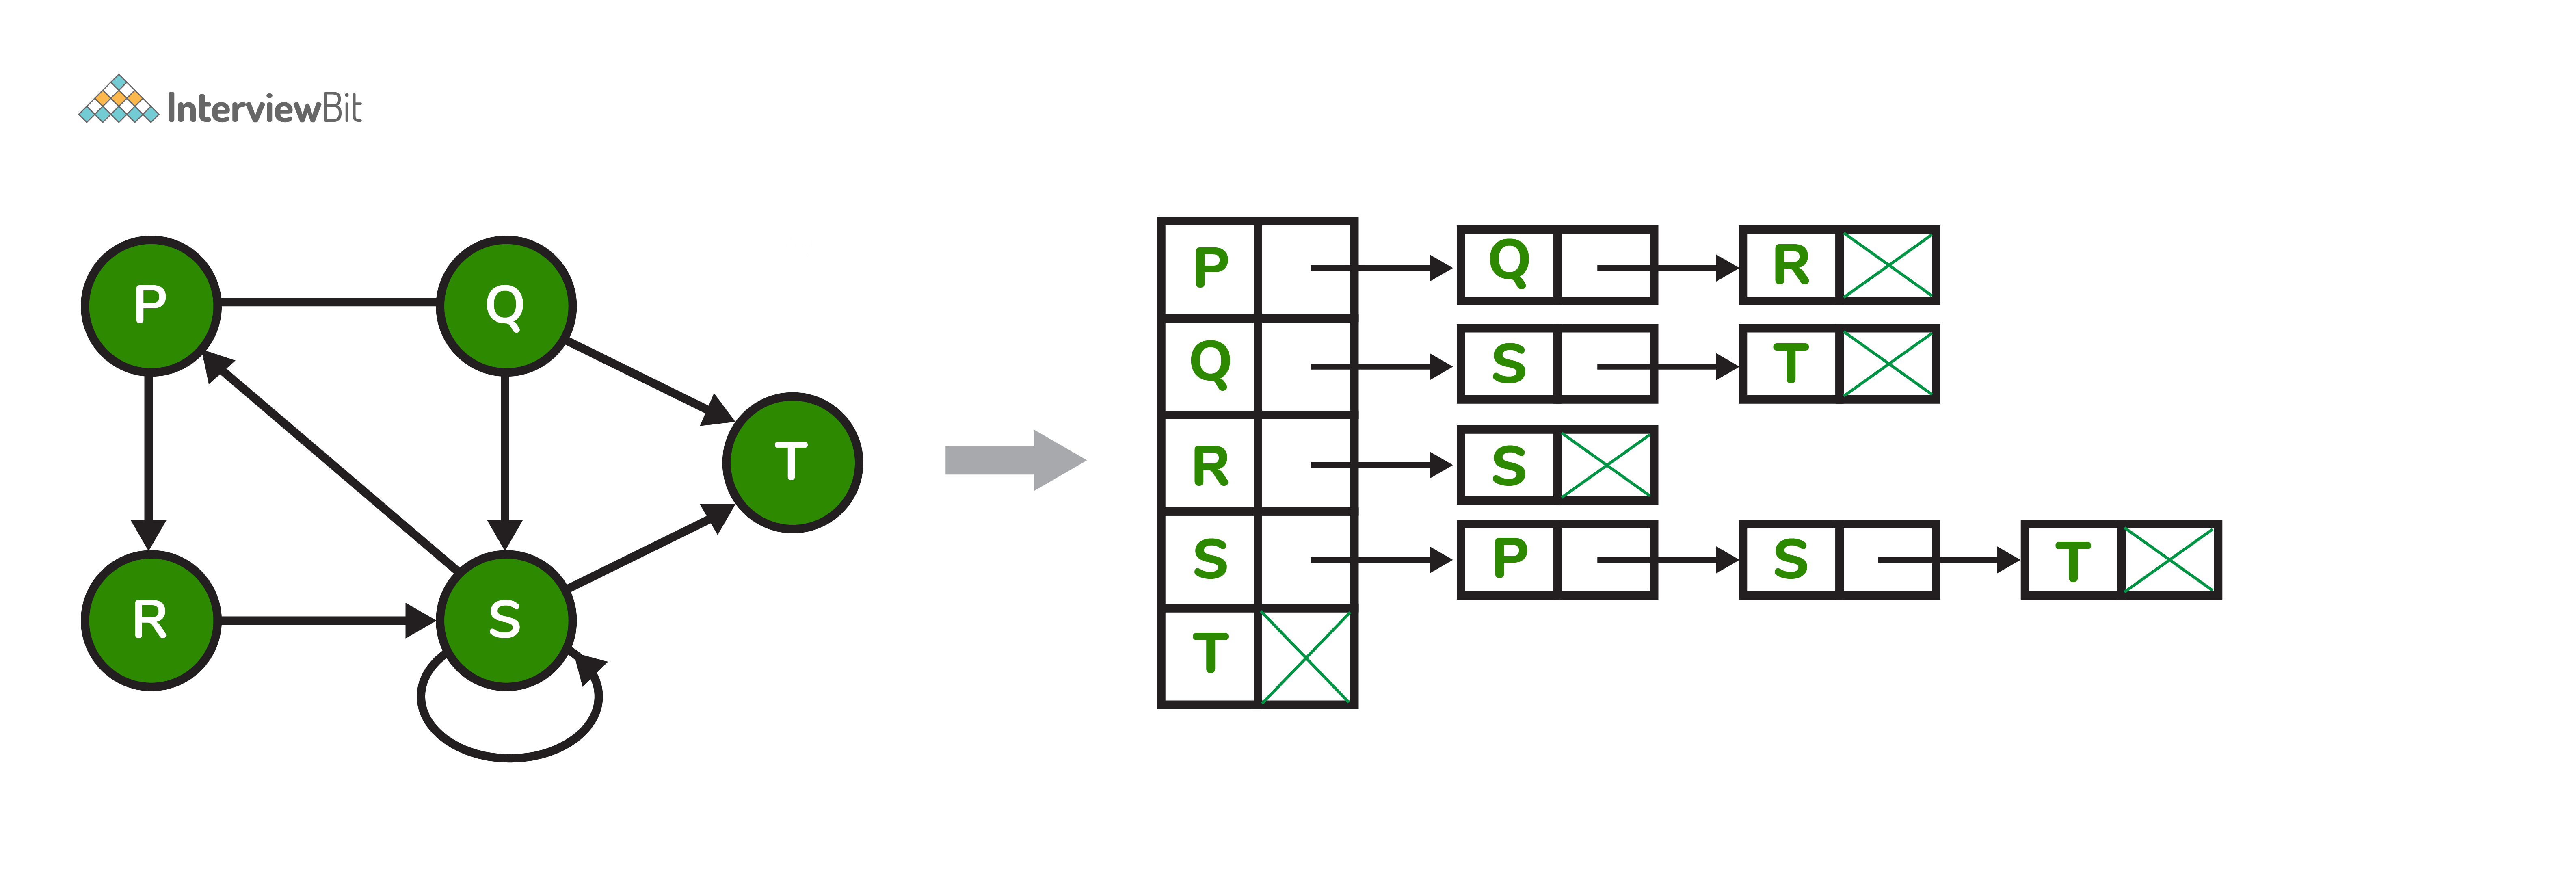 InterviewBit
P Q
T
R S
P Q R
Q S T
R S
S P S T
T